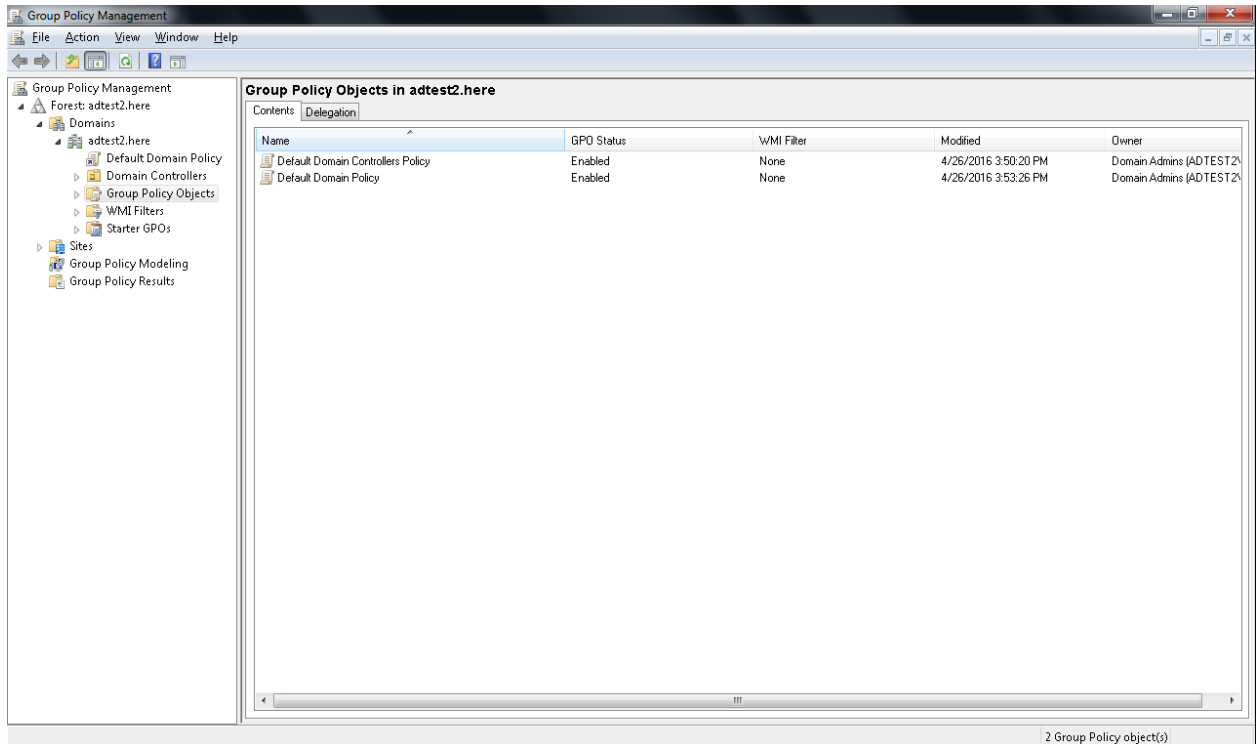 Group Policy Management
File Action View Window Help
Group Policy Management
Forest: adtest2.here
Domains
adtest2.here
Default Domain Policy
Domain Controllers
Group Policy Objects
WMI Filters
Starter GPOs
Sites
Group Policy Modeling
Group Policy Results
Group Policy Objects in adtest2.here
Contents Delegation
Name GPO Status WMI Filter Modified Owner
Default Domain Controllers Policy Enabled None 4/26/2016 3:50:20 PM Domain Admins (ADTEST2\
Default Domain Policy Enabled None 4/26/2016 3:53:26 PM Domain Admins (ADTEST2\
2 Group Policy object(s)